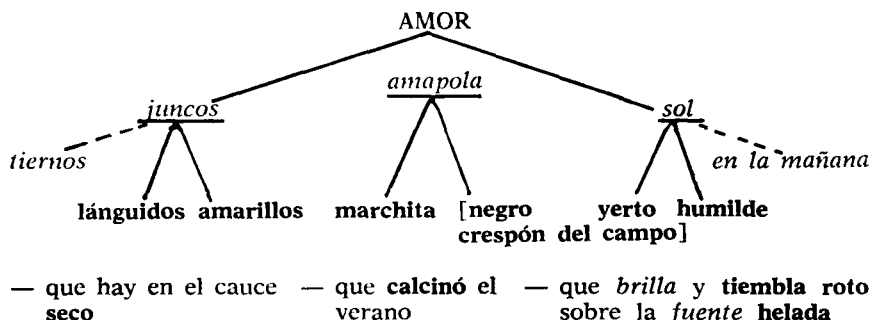 AMOR
juncos
amapola
sol
tiernos
en la mañana
lánguidos amarillos marchita [negro yerto humilde
crespón del campo]
— que hay en el cauce — que calcinó el — que brilla y tiembla roto
seco verano sobre la fuente helada